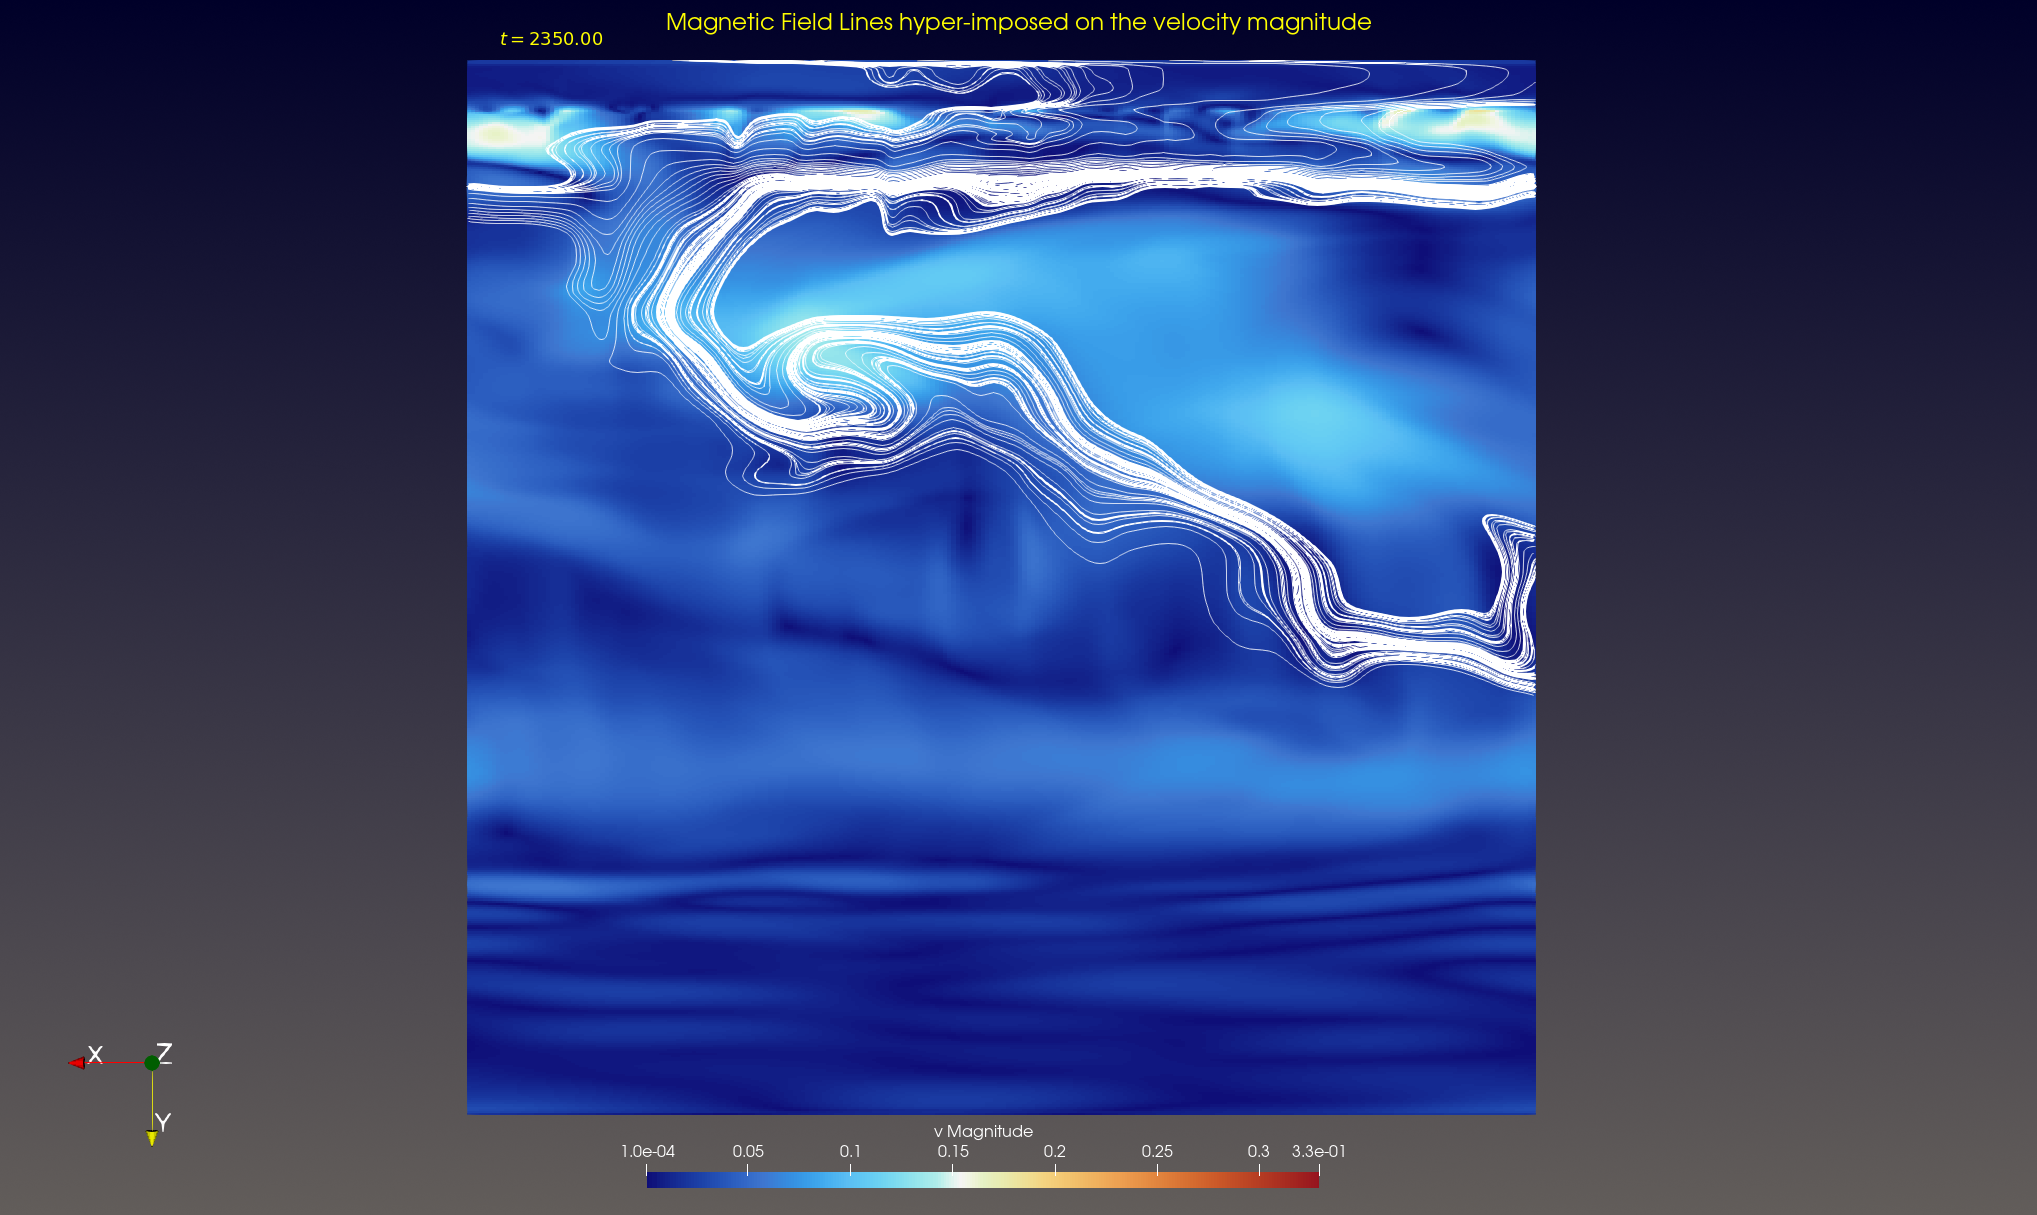 Magnetic Field Lines hyper-imposed on the velocity magnitude
t = 2350.00
X Z
Y
v Magnitude
1.0e-04 0.05 0.1 0.15 0.2 0.25 0.3 3.3e-01